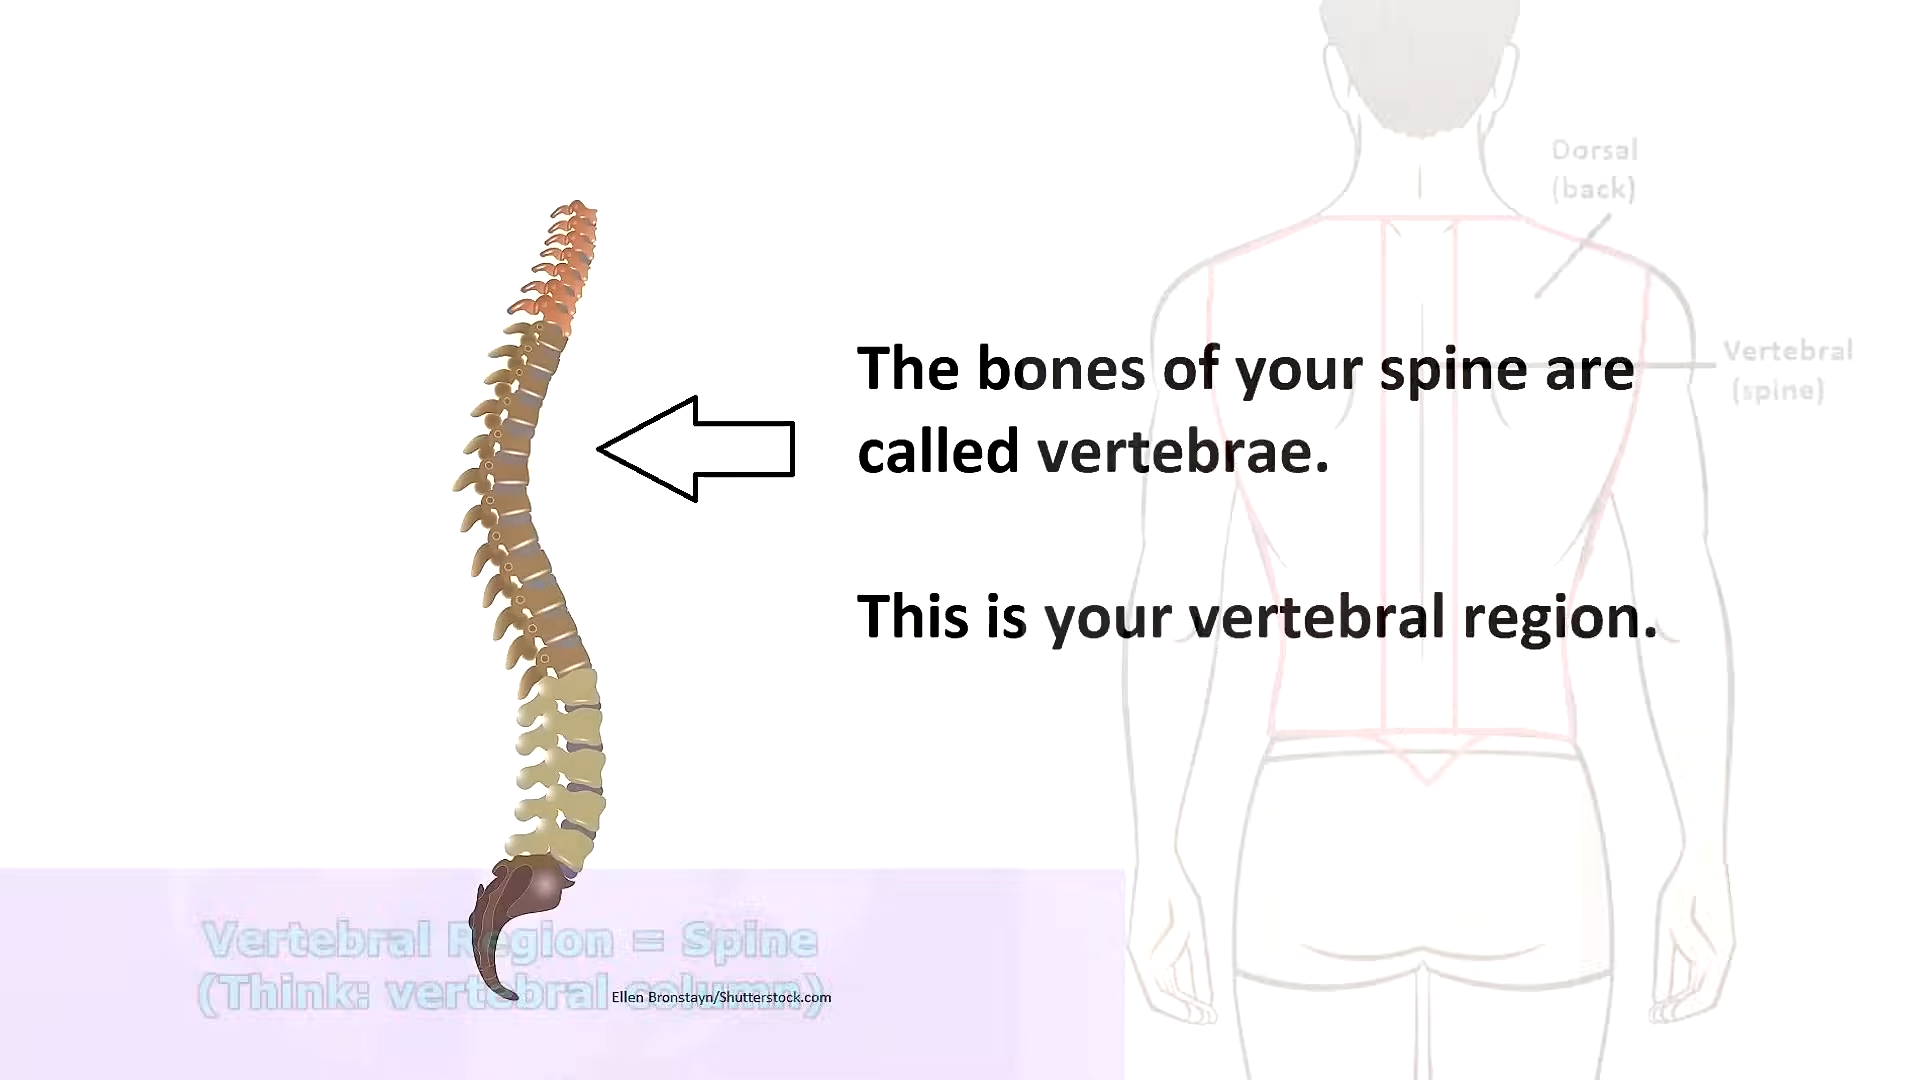 Dorsal
(back)
The bones of your spine are
called vertebrae.
Vertebral
(spine)
This is your vertebral region.
Vertebral Region = Spine
(Think: vertebral column)
Ellen Bronstayn/Shutterstock.com